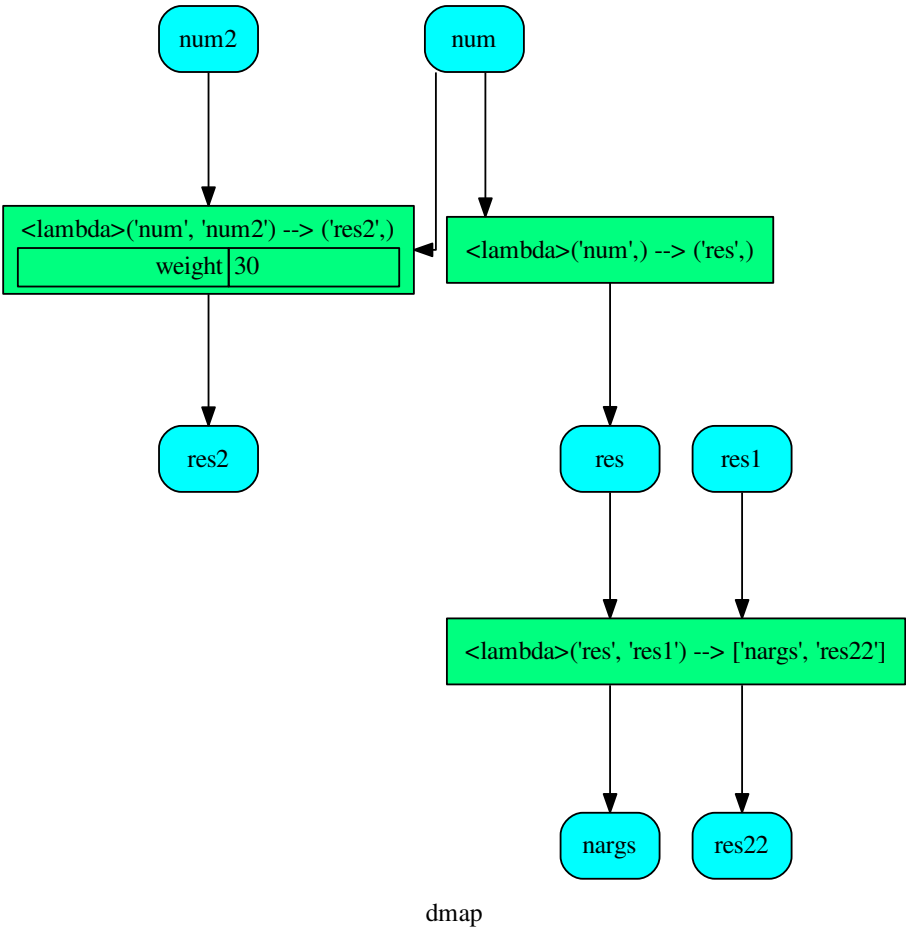 num2
num
<lambda>('num', 'num2') --> ('res2',)
weight 30
<lambda>('num',) --> ('res',)
res2
res
res1
<lambda>('res', 'res1') --> ['nargs', 'res22']
nargs
res22
dmap